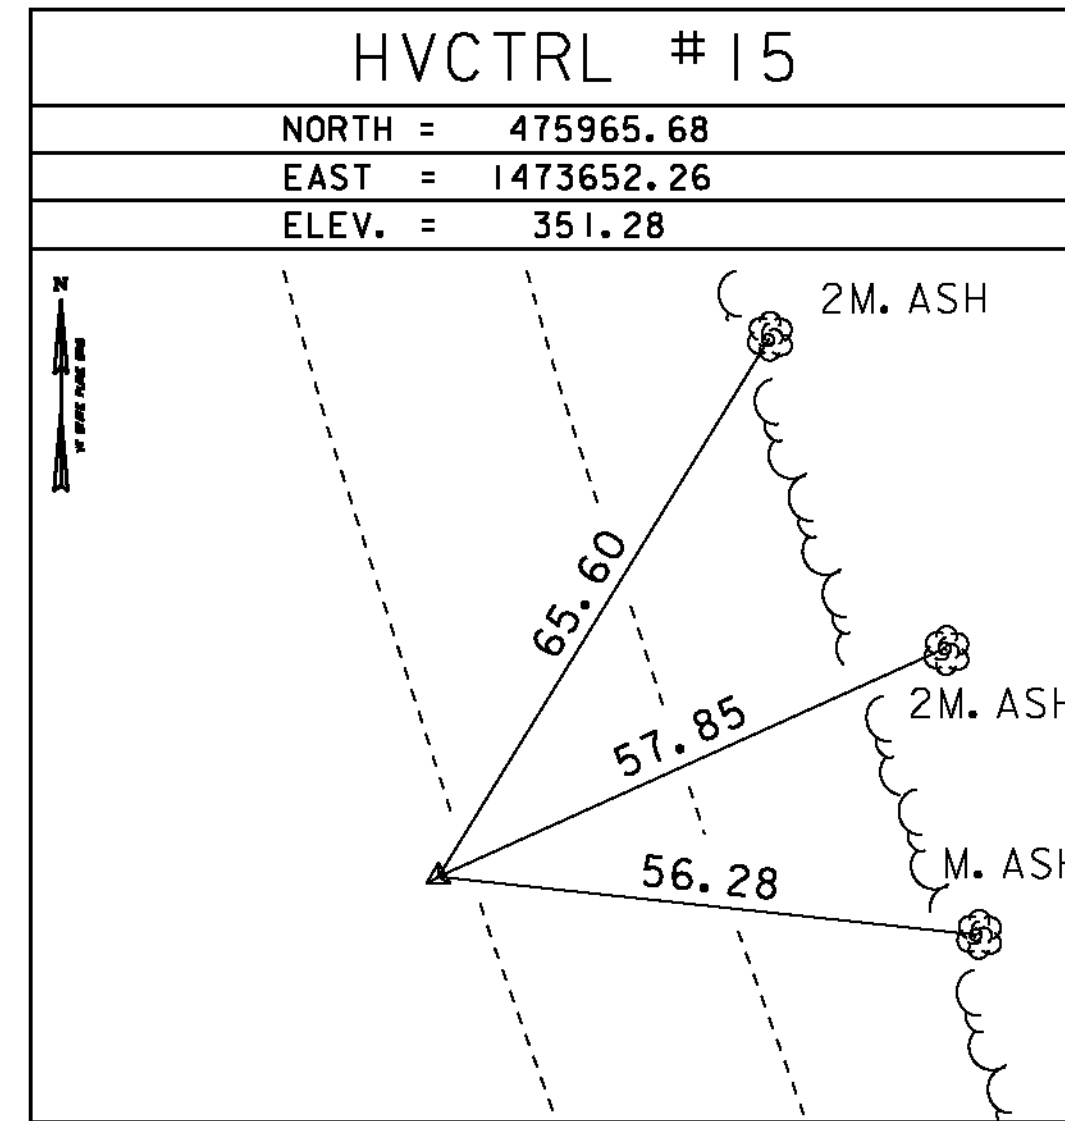 HVCTRL #15
NORTH = 475965.68
EAST = 1473652.26
ELEV. = 351.28
N
2M. ASH
65.60
57.85
2M. ASH
56.28
M. ASH